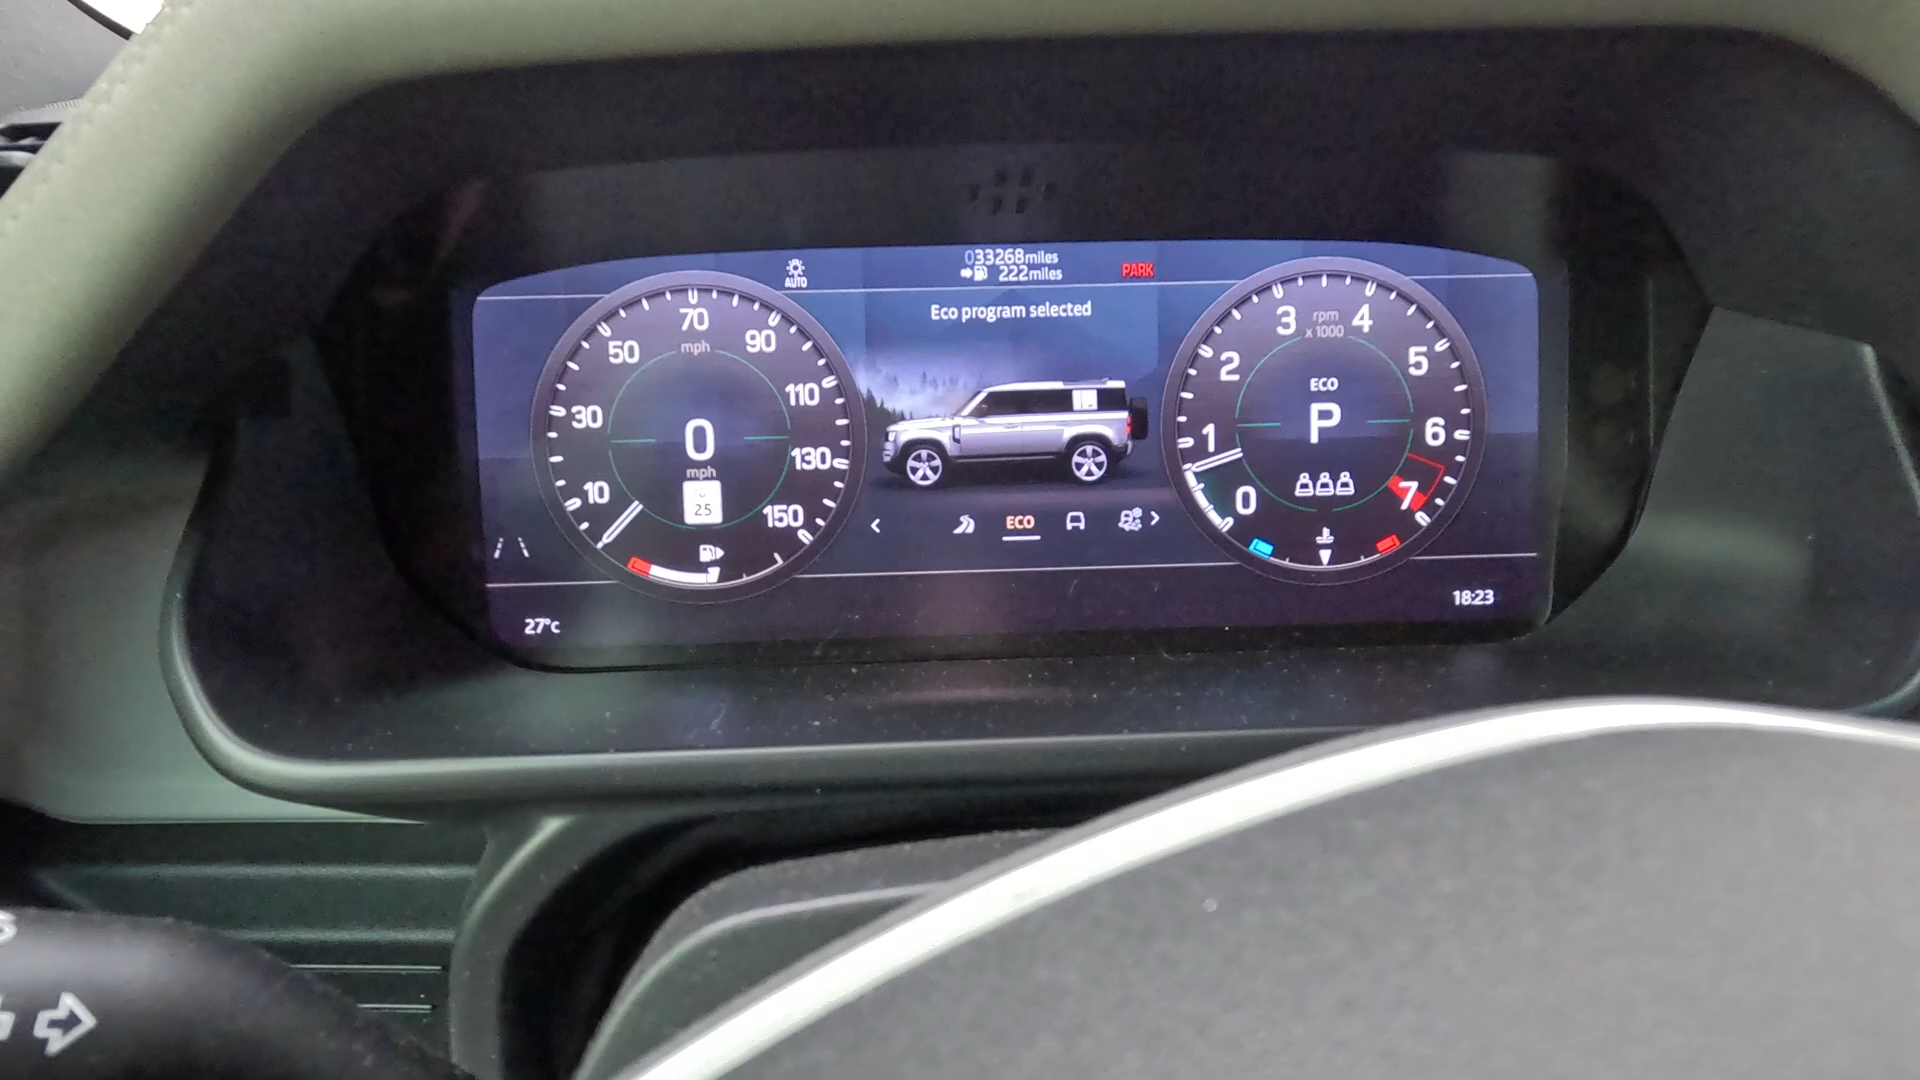 033268miles
222miles
PARK
AUTO
Eco program selected
10
30
50
70
90
110
130
150
mph
0
mph
25
0
1
2
3
4
5
6
7
rpm
x 1000
ECO
P
ECO
27°c
18:23